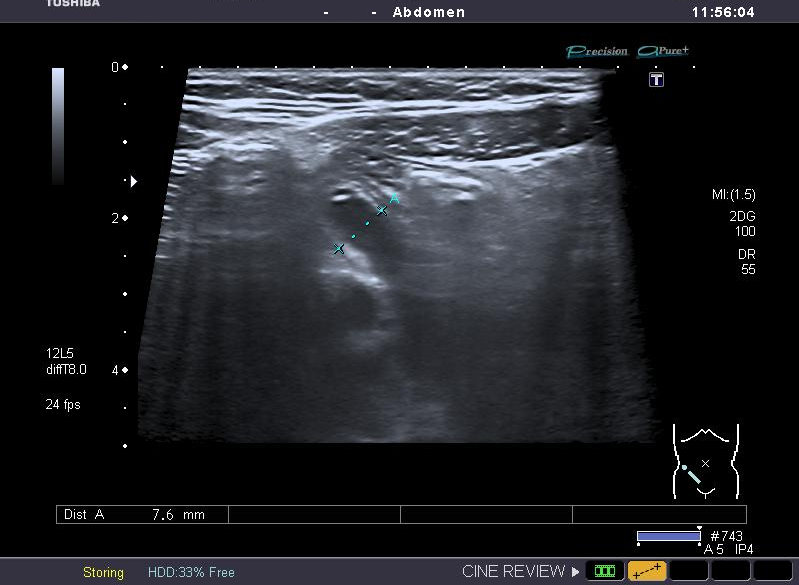 TOSHIBA
- - Abdomen 11:56:04
Precision APure+
0
T
A
MI:(1.5)
2
2DG
100
DR
55
12L5
diffT8.0
4
24 fps
Dist A 7.6 mm
#743
A 5 IP4
Storing HDD:33% Free CINE REVIEW